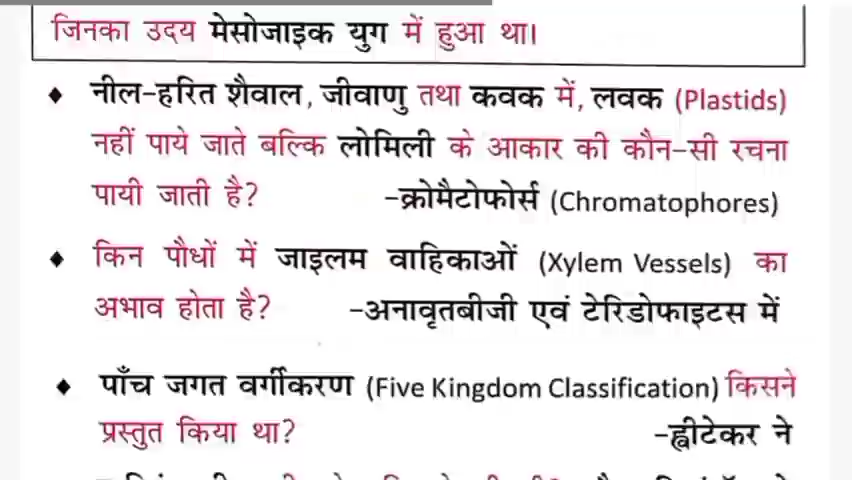 जिनका उदय मेसोजाइक युग में हुआ था।
♦ नील-हरित शैवाल, जीवाणु तथा कवक में, लवक (Plastids)
नहीं पाये जाते बल्कि लोमिली के आकार की कौन-सी रचना
पायी जाती है? -क्रोमैटोफोर्स (Chromatophores)
♦ किन पौधों में जाइलम वाहिकाओं (Xylem Vessels) का
अभाव होता है? -अनावृतबीजी एवं टेरिडोफाइटस में
♦ पाँच जगत वर्गीकरण (Five Kingdom Classification) किसने
प्रस्तुत किया था? -ह्वीटेकर ने